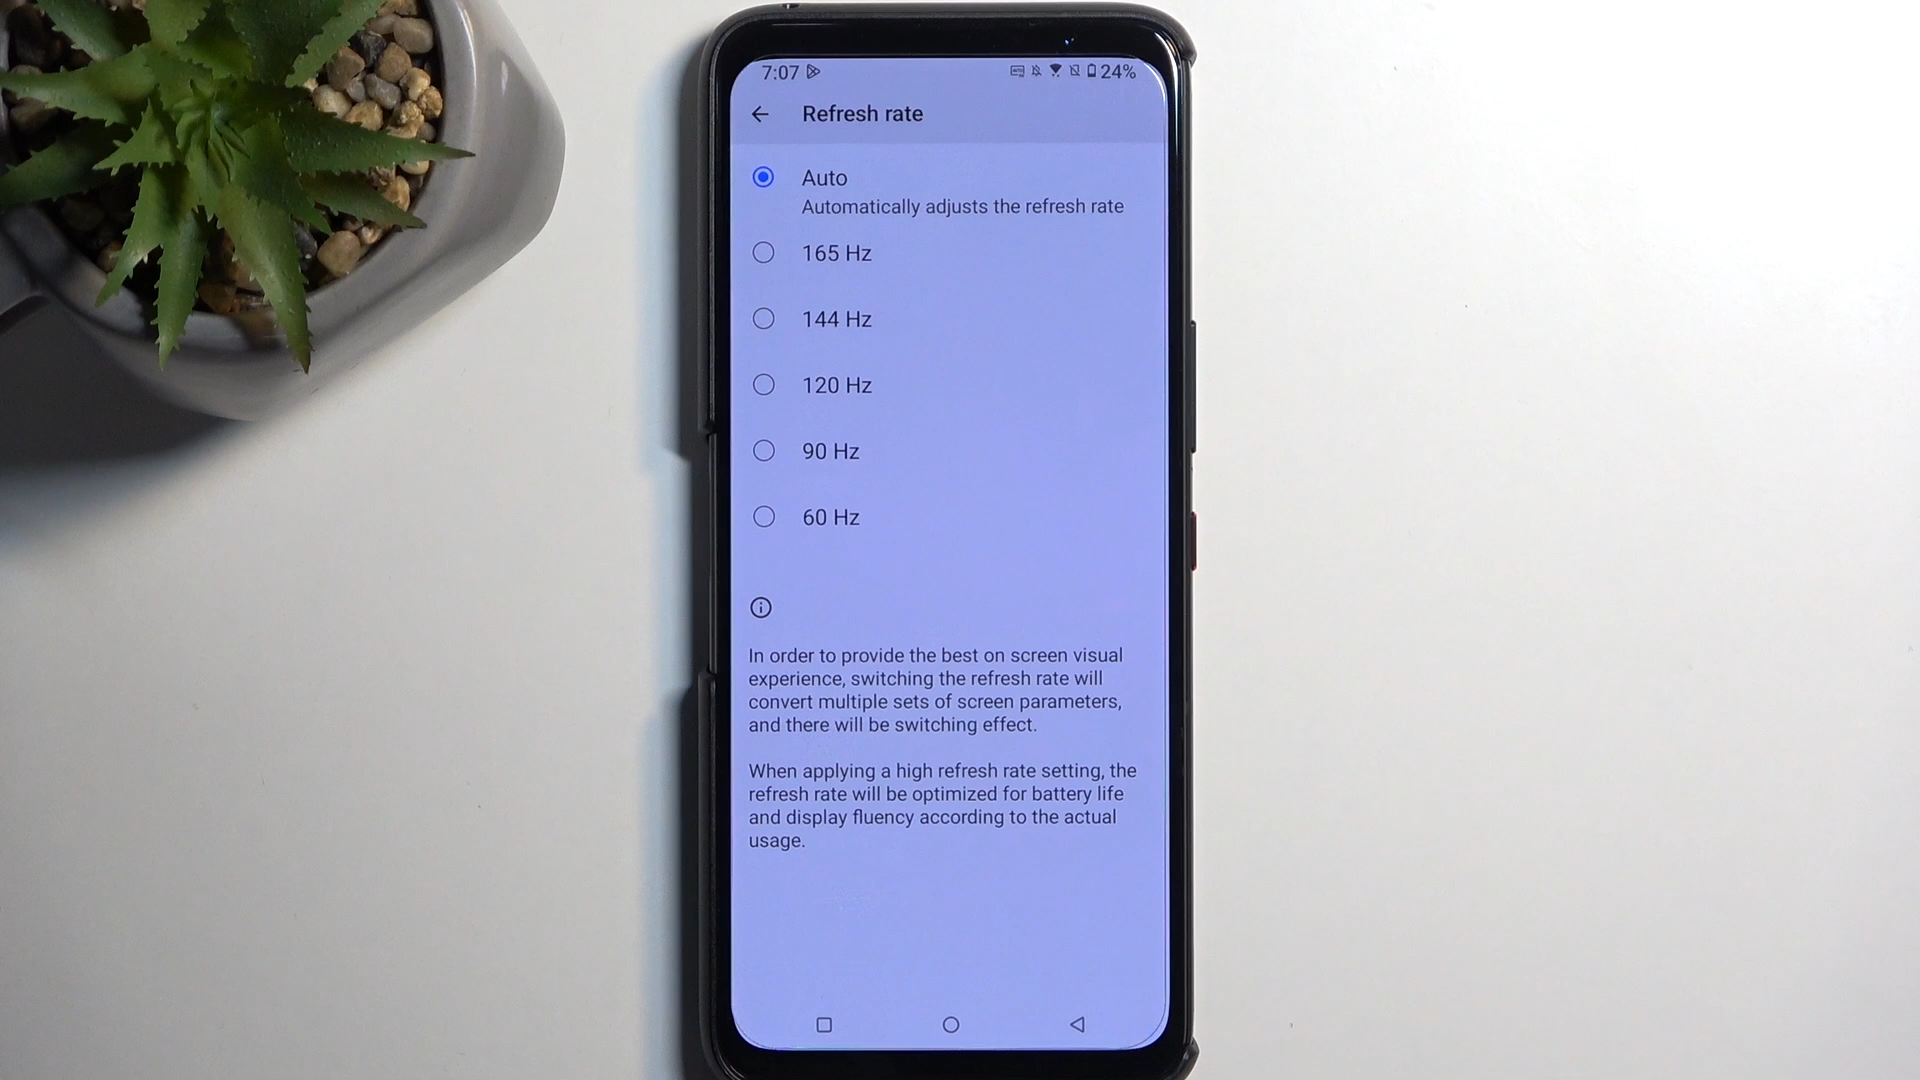 7:07 24%
Refresh rate
Auto
Automatically adjusts the refresh rate
165 Hz
144 Hz
120 Hz
90 Hz
60 Hz
In order to provide the best on screen visual
experience, switching the refresh rate will
convert multiple sets of screen parameters,
and there will be switching effect.
When applying a high refresh rate setting, the
refresh rate will be optimized for battery life
and display fluency according to the actual
usage.